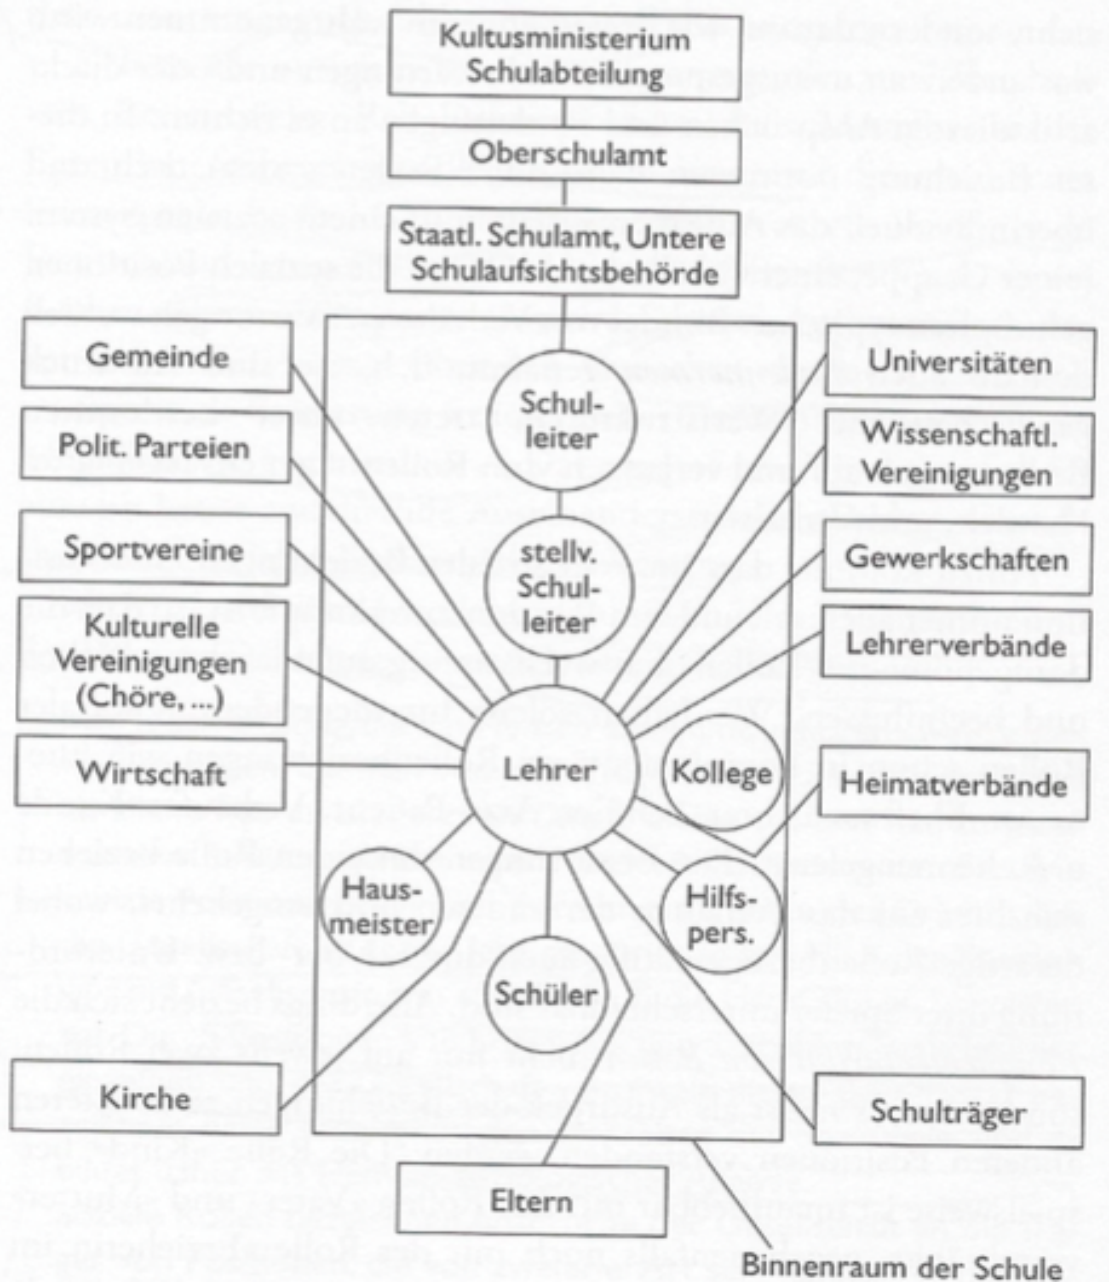 Kultusministerium
Schulabteilung
Oberschulamt
Staatl. Schulamt, Untere
Schulaufsichtsbehörde
Gemeinde
Polit. Parteien
Sportvereine
Kulturelle
Vereinigungen
(Chöre, ...)
Wirtschaft
Schul-
leiter
stellv.
Schul-
leiter
Lehrer
Kollege
Haus-
meister
Schüler
Hilfs-
pers.
Universitäten
Wissenschaftl.
Vereinigungen
Gewerkschaften
Lehrerverbände
Heimatverbände
Kirche
Schulträger
Eltern
Binnenraum der Schule